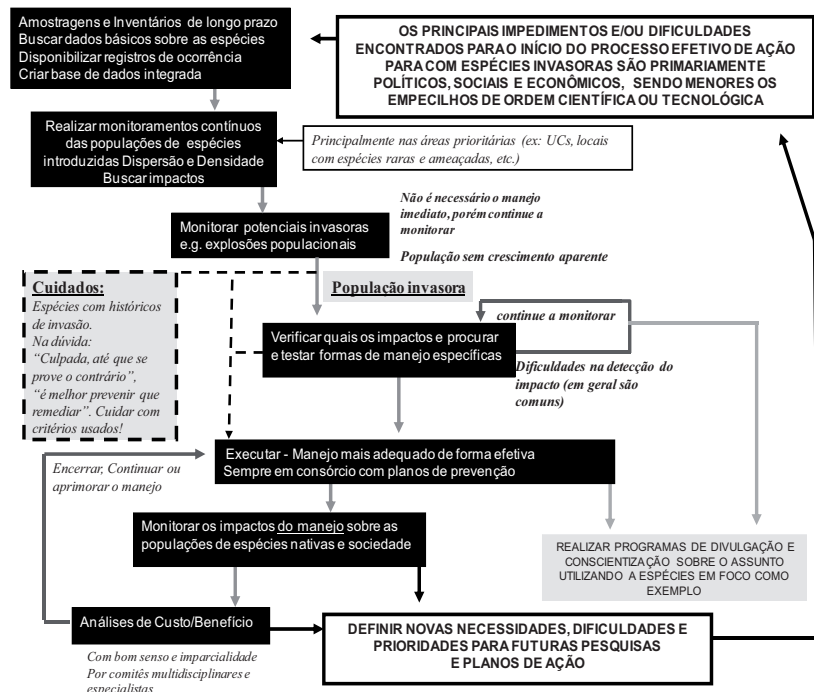 Amostragens e Inventários de longo prazo
Buscar dados básicos sobre as espécies
Disponibilizar registros de ocorrência
Criar base de dados integrada
OS PRINCIPAIS IMPEDIMENTOS E/OU DIFICULDADES
ENCONTRADOS PARA O INÍCIO DO PROCESSO EFETIVO DE AÇÃO
PARA COM ESPÉCIES INVASORAS SÃO PRIMARIAMENTE
POLÍTICOS, SOCIAIS E ECONÔMICOS, SENDO MENORES OS
EMPECILHOS DE ORDEM CIENTÍFICA OU TECNOLÓGICA
Realizar monitoramentos contínuos
das populações de espécies
introduzidas Dispersão e Densidade
Buscar impactos
Principalmente nas áreas prioritárias (ex: UCs, locais
com espécies raras e ameaçadas, etc.)
Monitorar potenciais invasoras
e.g. explosões populacionais
Não é necessário o manejo
imediato, porém continue a
monitorar
População sem crescimento aparente
Cuidados:
Espécies com históricos
de invasão.
Na dúvida:
“Culpada, até que se
prove o contrário”,
“é melhor prevenir que
remediar”. Cuidar com
critérios usados!
População invasora
continue a monitorar
Verificar quais os impactos e procurar
e testar formas de manejo específicas
Dificuldades na detecção do
impacto (em geral são
comuns)
Executar - Manejo mais adequado de forma efetiva
Sempre em consórcio com planos de prevenção
Encerrar, Continuar ou
aprimorar o manejo
Monitorar os impactos do manejo sobre as
populações de espécies nativas e sociedade
REALIZAR PROGRAMAS DE DIVULGAÇÃO E
CONSCIENTIZAÇÃO SOBRE O ASSUNTO
UTILIZANDO A ESPÉCIES EM FOCO COMO
EXEMPLO
Análises de Custo/Benefício
DEFINIR NOVAS NECESSIDADES, DIFICULDADES E
PRIORIDADES PARA FUTURAS PESQUISAS
E PLANOS DE AÇÃO
Com bom senso e imparcialidade
Por comitês multidisciplinares e
especialistas